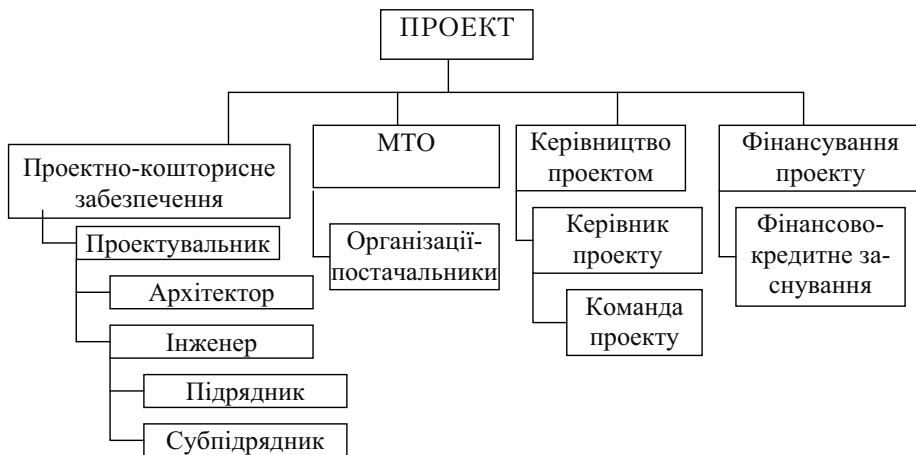 ПРОЕКТ
Проектно-кошторисне
забезпечення
Проектувальник
Архітектор
Інженер
Підрядник
Субпідрядник
МТО
Організації-
постачальники
Керівництво
проектом
Керівник
проекту
Команда
проекту
Фінансування
проекту
Фінансово-
кредитне за-
снування